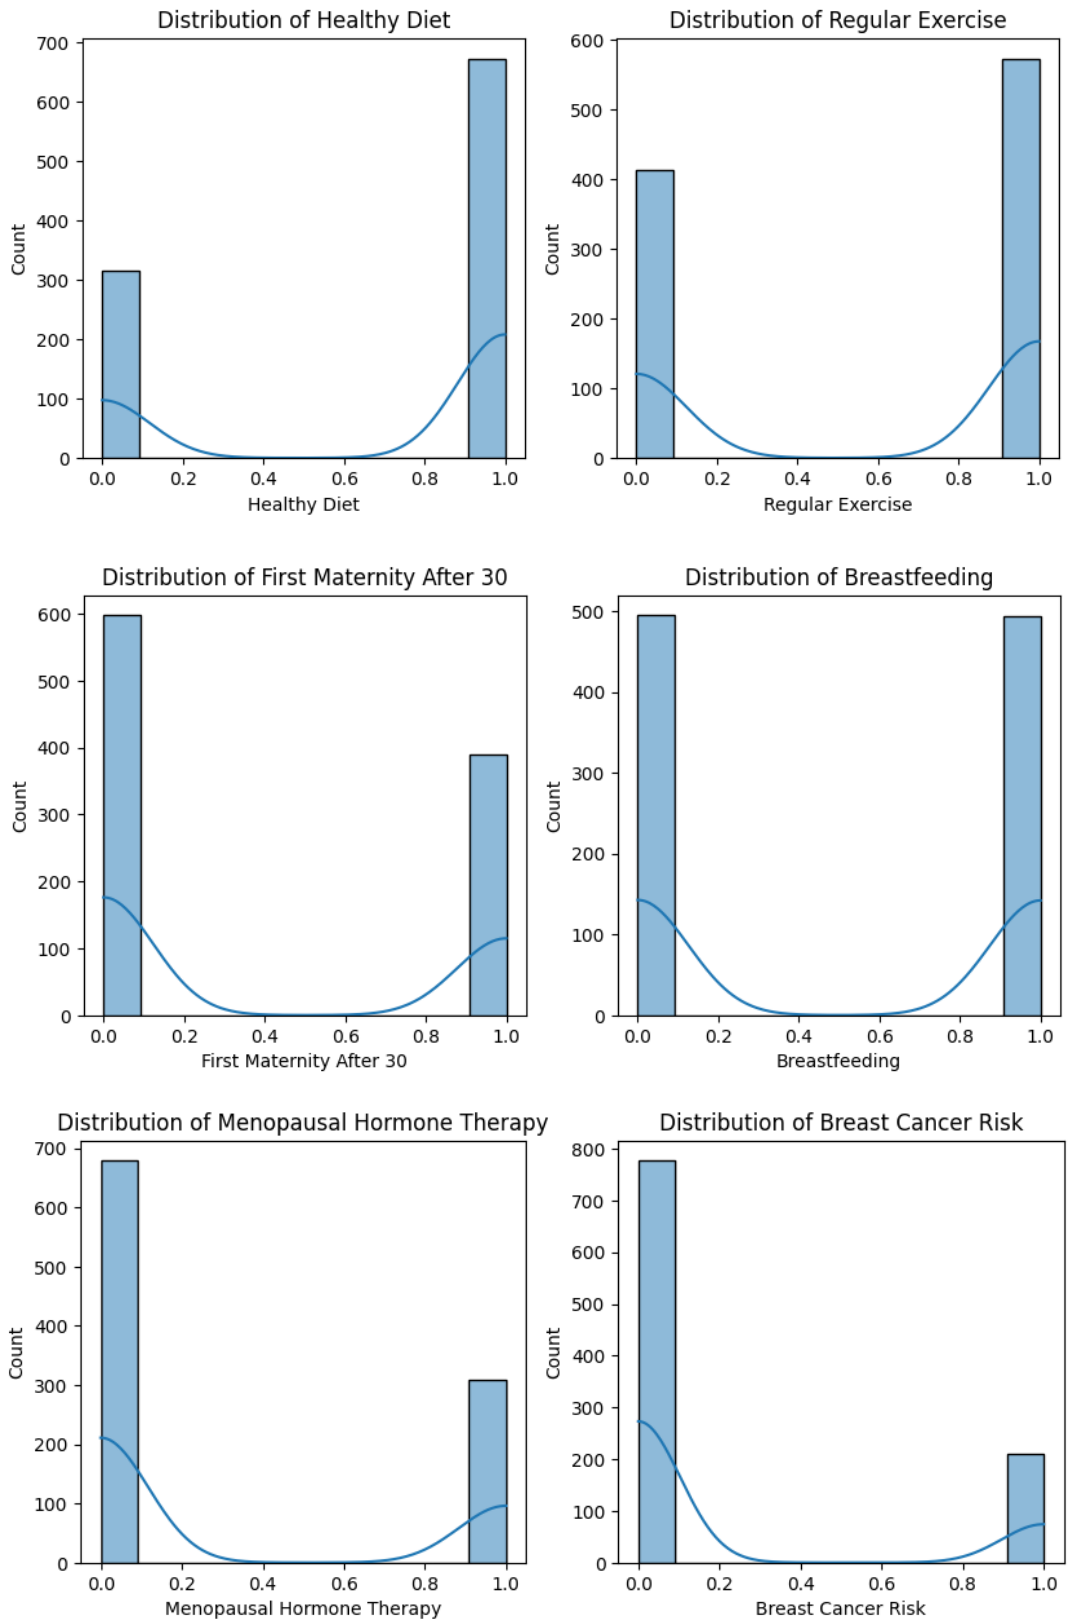 Distribution of Healthy Diet
700
600
500
400
300
200
100
0
Count
0.0 0.2 0.4 0.6 0.8 1.0
Healthy Diet
Distribution of Regular Exercise
600
500
400
300
200
100
0
Count
0.0 0.2 0.4 0.6 0.8 1.0
Regular Exercise
Distribution of First Maternity After 30
600
500
400
300
200
100
0
Count
0.0 0.2 0.4 0.6 0.8 1.0
First Maternity After 30
Distribution of Breastfeeding
500
400
300
200
100
0
Count
0.0 0.2 0.4 0.6 0.8 1.0
Breastfeeding
Distribution of Menopausal Hormone Therapy
700
600
500
400
300
200
100
0
Count
0.0 0.2 0.4 0.6 0.8 1.0
Menopausal Hormone Therapy
Distribution of Breast Cancer Risk
800
700
600
500
400
300
200
100
0
Count
0.0 0.2 0.4 0.6 0.8 1.0
Breast Cancer Risk